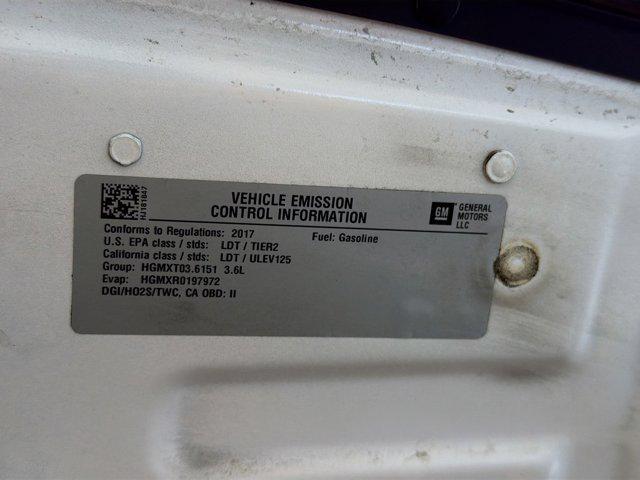 HJ181847
VEHICLE EMISSION
CONTROL INFORMATION
GM
GENERAL
MOTORS
LLC
Conforms to Regulations: 2017
Fuel: Gasoline
U.S. EPA class / stds: LDT / TIER2
California class / stds: LDT / ULEV125
Group: HGMXT03.6151 3.6L
Evap: HGMXR0197972
DGI/HO2S/TWC, CA OBD: II